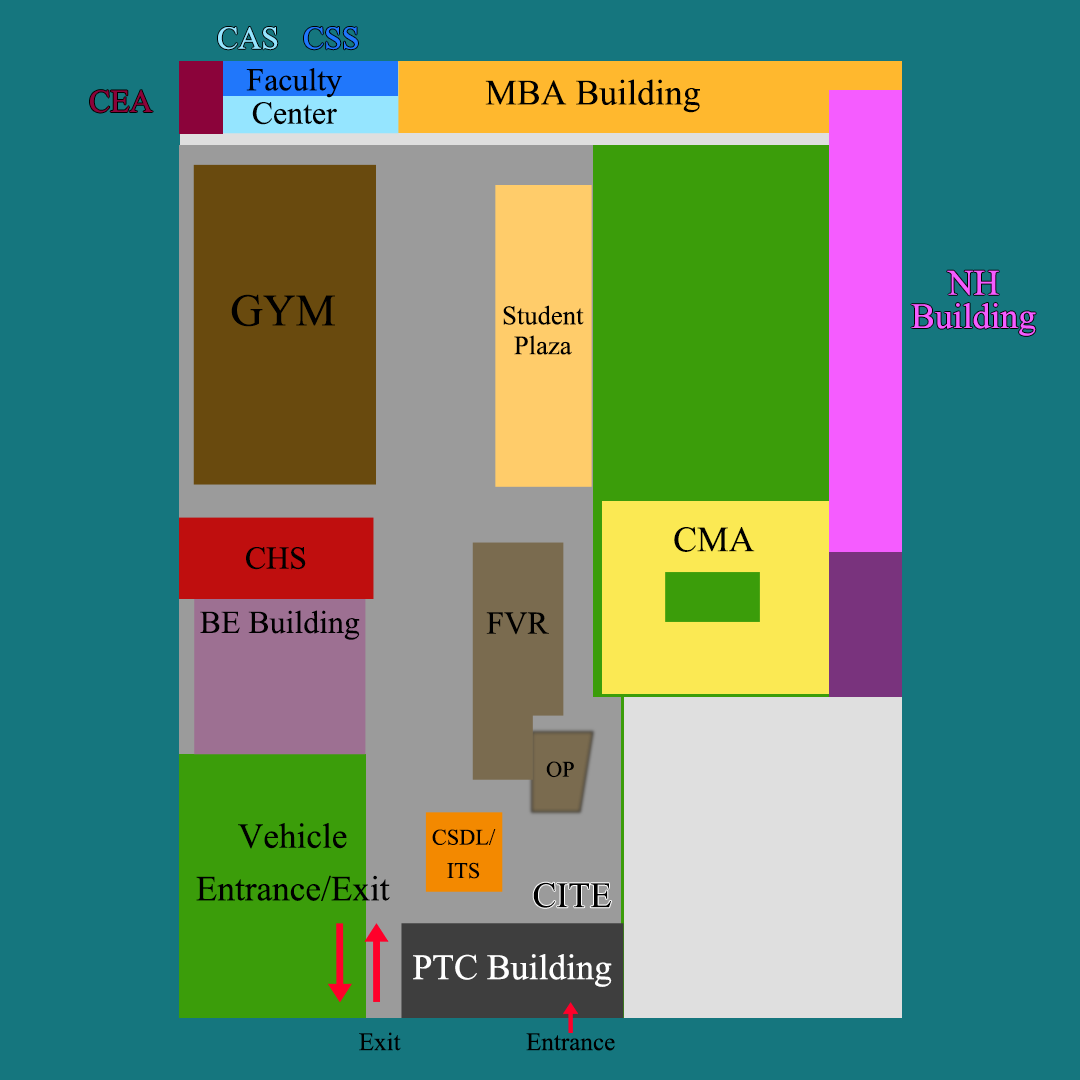 CAS CSS
CEA
Faculty
Center
MBA Building
GYM
Student
Plaza
NH
Building
CHS
CMA
BE Building
FVR
OP
Vehicle
Entrance/Exit
CSDL/
ITS
CITE
PTC Building
Exit
Entrance